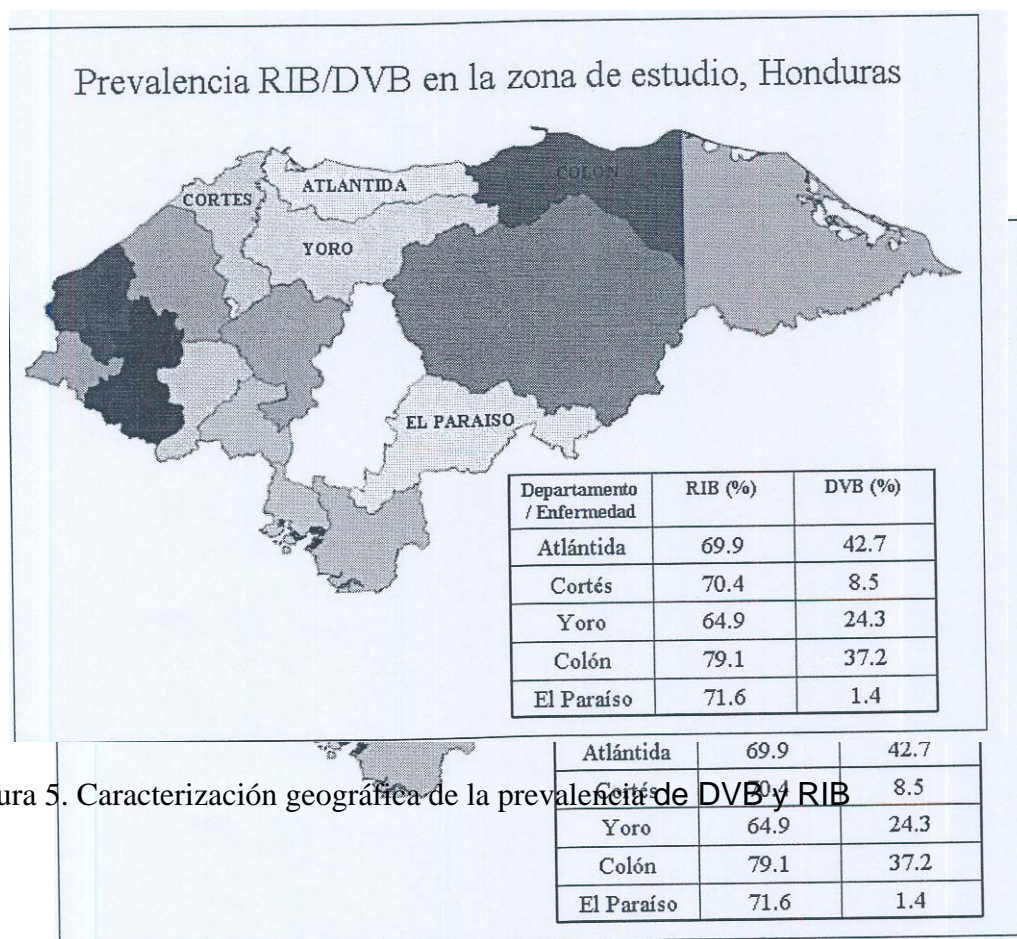 Prevalencia RIB/DVB en la zona de estudio, Honduras
ATLANTIDA
COLON
CORTES
YORO
EL PARAISO
Departamento / Enfermedad RIB (%) DVB (%)
Atlántida 69.9 42.7
Cortés 70.4 8.5
Yoro 64.9 24.3
Colón 79.1 37.2
El Paraíso 71.6 1.4
Atlántida 69.9 42.7
ura 5. Caracterización geográfica de la prevalencia de DVB y RIB
Cortés 70.4 8.5
Yoro 64.9 24.3
Colón 79.1 37.2
El Paraíso 71.6 1.4